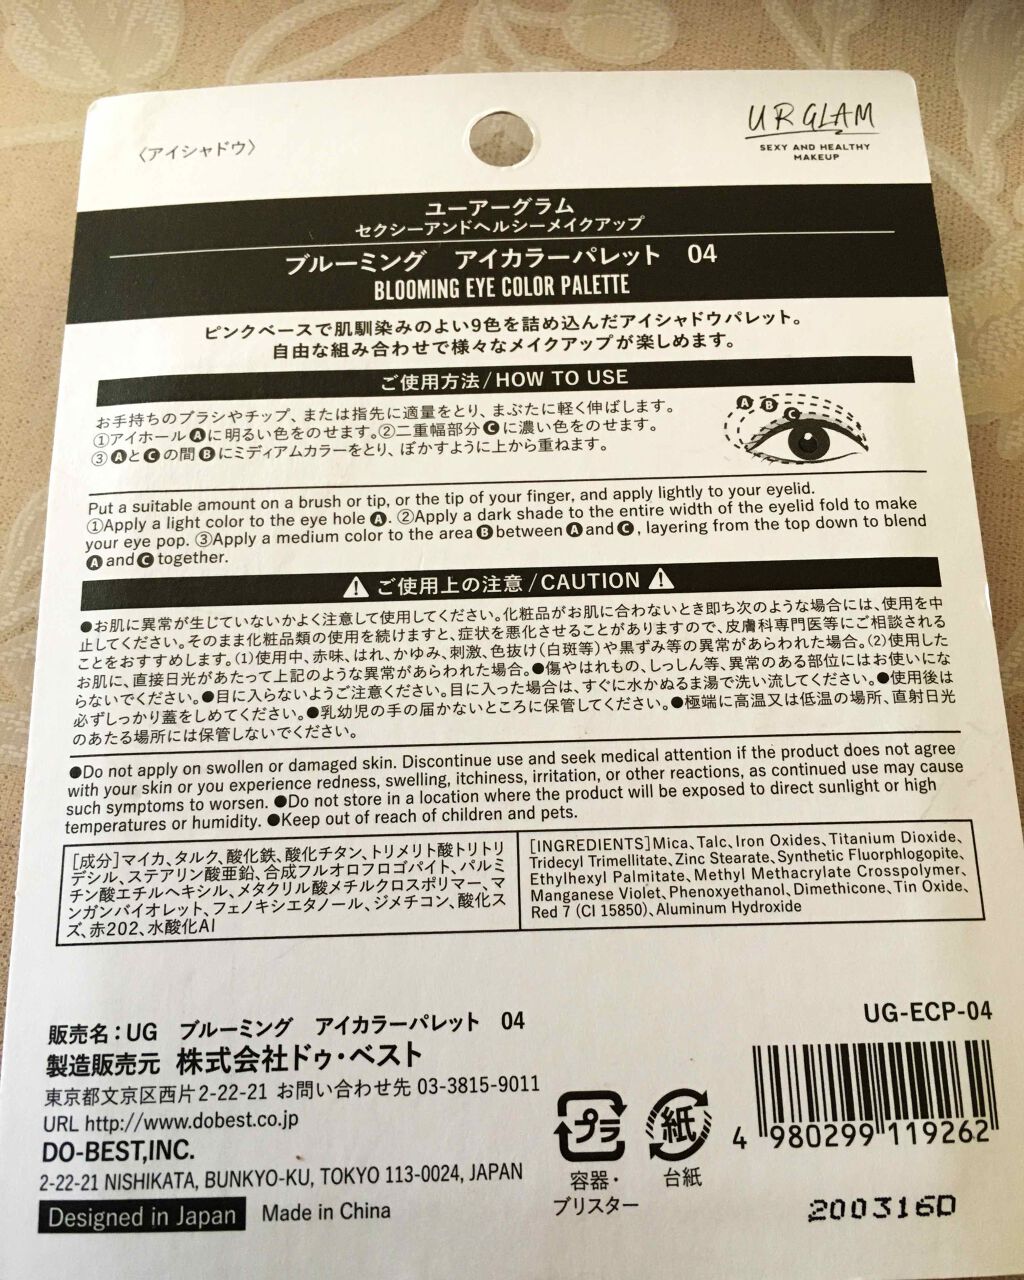 〈アイシャドウ〉
UR GLAM
SEXY AND HEALTHY
MAKEUP
ユーアーグラム
セクシーアンドヘルシーメイクアップ
ブルーミング アイカラーパレット 04
BLOOMING EYE COLOR PALETTE
ピンクベースで肌馴染みのよい9色を詰め込んだアイシャドウパレット。
自由な組み合わせで様々なメイクアップが楽しめます。
ご使用方法/HOW TO USE
お手持ちのブラシやチップ、または指先に適量をとり、まぶたに軽く伸ばします。
①アイホールAに明るい色をのせます。②二重幅部分Cに濃い色をのせます。
③AとCの間Bにミディアムカラーをとり、ぼかすように上から重ねます。
A B C
Put a suitable amount on a brush or tip, or the tip of your finger, and apply lightly to your eyelid.
①Apply a light color to the eye hole A. ②Apply a dark shade to the entire width of the eyelid fold to make
your eye pop. ③Apply a medium color to the area B between A and C, layering from the top down to blend
A and C together.
ご使用上の注意/CAUTION
●お肌に異常が生じていないかよく注意して使用してください。化粧品がお肌に合わないとき即ち次のような場合には、使用を中
止してください。そのまま化粧品類の使用を続けますと、症状を悪化させることがありますので、皮膚科専門医等にご相談される
ことをおすすめします。(1)使用中、赤味、はれ、かゆみ、刺激、色抜け(白斑等)や黒ずみ等の異常があらわれた場合。(2)使用した
お肌に、直接日光があたって上記のような異常があらわれた場合。●傷やはれもの、しっしん等、異常のある部位にはお使いにな
らないでください。●目に入らないようご注意ください。目に入った場合は、すぐに水かぬるま湯で洗い流してください。●使用後は
必ずしっかり蓋をしめてください。●乳幼児の手の届かないところに保管してください。●極端に高温又は低温の場所、直射日光
のあたる場所には保管しないでください。
●Do not apply on swollen or damaged skin. Discontinue use and seek medical attention if the product does not agree
with your skin or you experience redness, swelling, itchiness, irritation, or other reactions, as continued use may cause
such symptoms to worsen. ●Do not store in a location where the product will be exposed to direct sunlight or high
temperatures or humidity. ●Keep out of reach of children and pets.
[成分]マイカ、タルク、酸化鉄、酸化チタン、トリメリト酸トリトリ
デシル、ステアリン酸亜鉛、合成フルオロフロゴパイト、パルミ
チン酸エチルヘキシル、メタクリル酸メチルクロスポリマー、マ
ンガンバイオレット、フェノキシエタノール、ジメチコン、酸化ス
ズ、赤202、水酸化Al
[INGREDIENTS]Mica、Talc、Iron Oxides、Titanium Dioxide、
Tridecyl Trimellitate、Zinc Stearate、Synthetic Fluorphlogopite、
Ethylhexyl Palmitate、Methyl Methacrylate Crosspolymer、
Manganese Violet、Phenoxyethanol、Dimethicone、Tin Oxide、
Red 7 (CI 15850)、Aluminum Hydroxide
販売名：UG ブルーミング アイカラーパレット 04
製造販売元 株式会社ドゥ・ベスト
東京都文京区西片2-22-21 お問い合わせ先 03-3815-9011
URL http://www.dobest.co.jp
DO-BEST,INC.
2-22-21 NISHIKATA, BUNKYO-KU, TOKYO 113-0024, JAPAN
Designed in Japan Made in China
プラ
容器・
ブリスター
紙
台紙
UG-ECP-04
4 980299 119262
200316D